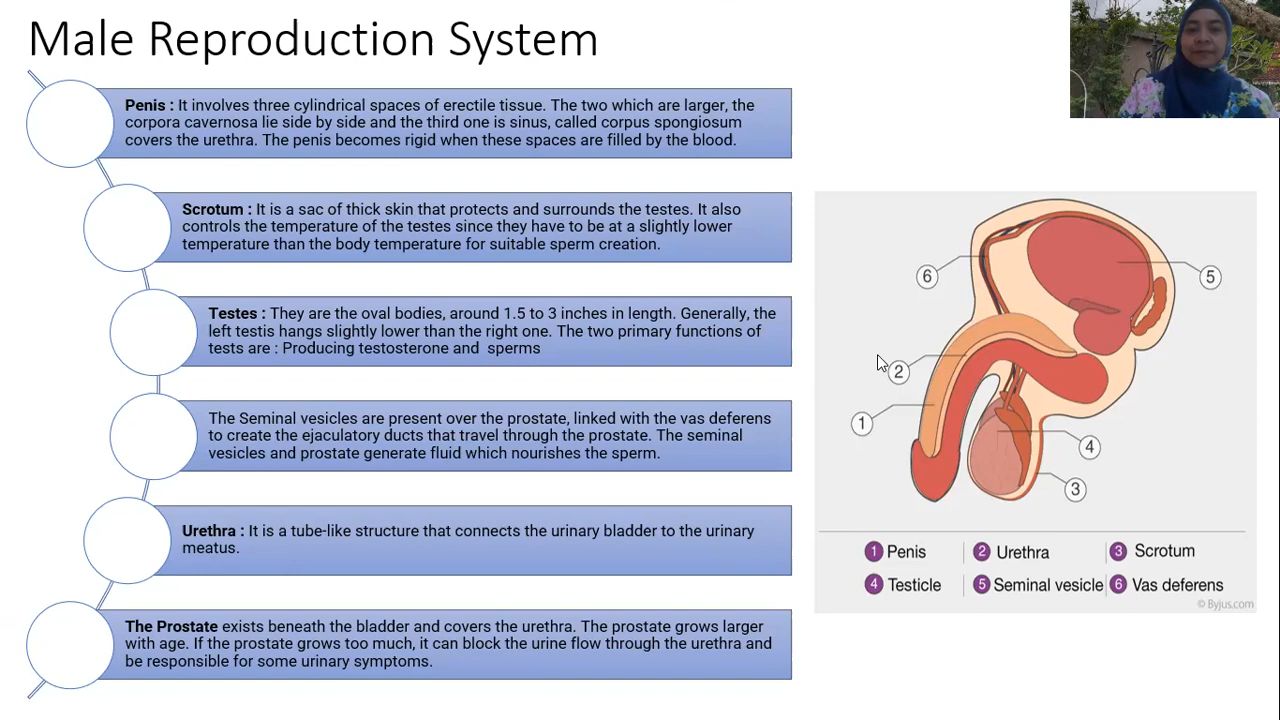 Male Reproduction System
Penis : It involves three cylindrical spaces of erectile tissue. The two which are larger, the
corpora cavernosa lie side by side and the third one is sinus, called corpus spongiosum
covers the urethra. The penis becomes rigid when these spaces are filled by the blood.
Scrotum : It is a sac of thick skin that protects and surrounds the testes. It also
controls the temperature of the testes since they have to be at a slightly lower
temperature than the body temperature for suitable sperm creation.
Testes : They are the oval bodies, around 1.5 to 3 inches in length. Generally, the
left testis hangs slightly lower than the right one. The two primary functions of
tests are : Producing testosterone and sperms
The Seminal vesicles are present over the prostate, linked with the vas deferens
to create the ejaculatory ducts that travel through the prostate. The seminal
vesicles and prostate generate fluid which nourishes the sperm.
Urethra : It is a tube-like structure that connects the urinary bladder to the urinary
meatus.
The Prostate exists beneath the bladder and covers the urethra. The prostate grows larger
with age. If the prostate grows too much, it can block the urine flow through the urethra and
be responsible for some urinary symptoms.
6
5
2
1
4
3
1 Penis 2 Urethra 3 Scrotum
4 Testicle 5 Seminal vesicle 6 Vas deferens
© Byjus.com